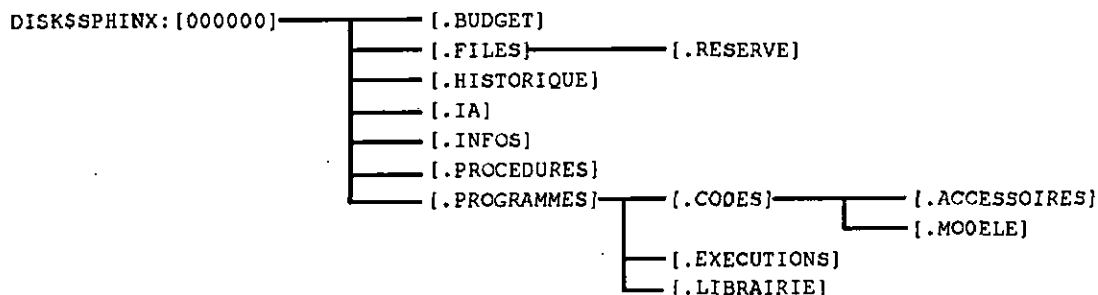 DISK$SPHINX:[000000] [.BUDGET]
[.FILES] [.RESERVE]
[.HISTORIQUE]
[.IA]
[.INFOS]
[.PROCEDURES]
[.PROGRAMMES] [.CODES] [.ACCESSOIRES]
[.MODELE]
[.EXECUTIONS]
[.LIBRAIRIE]